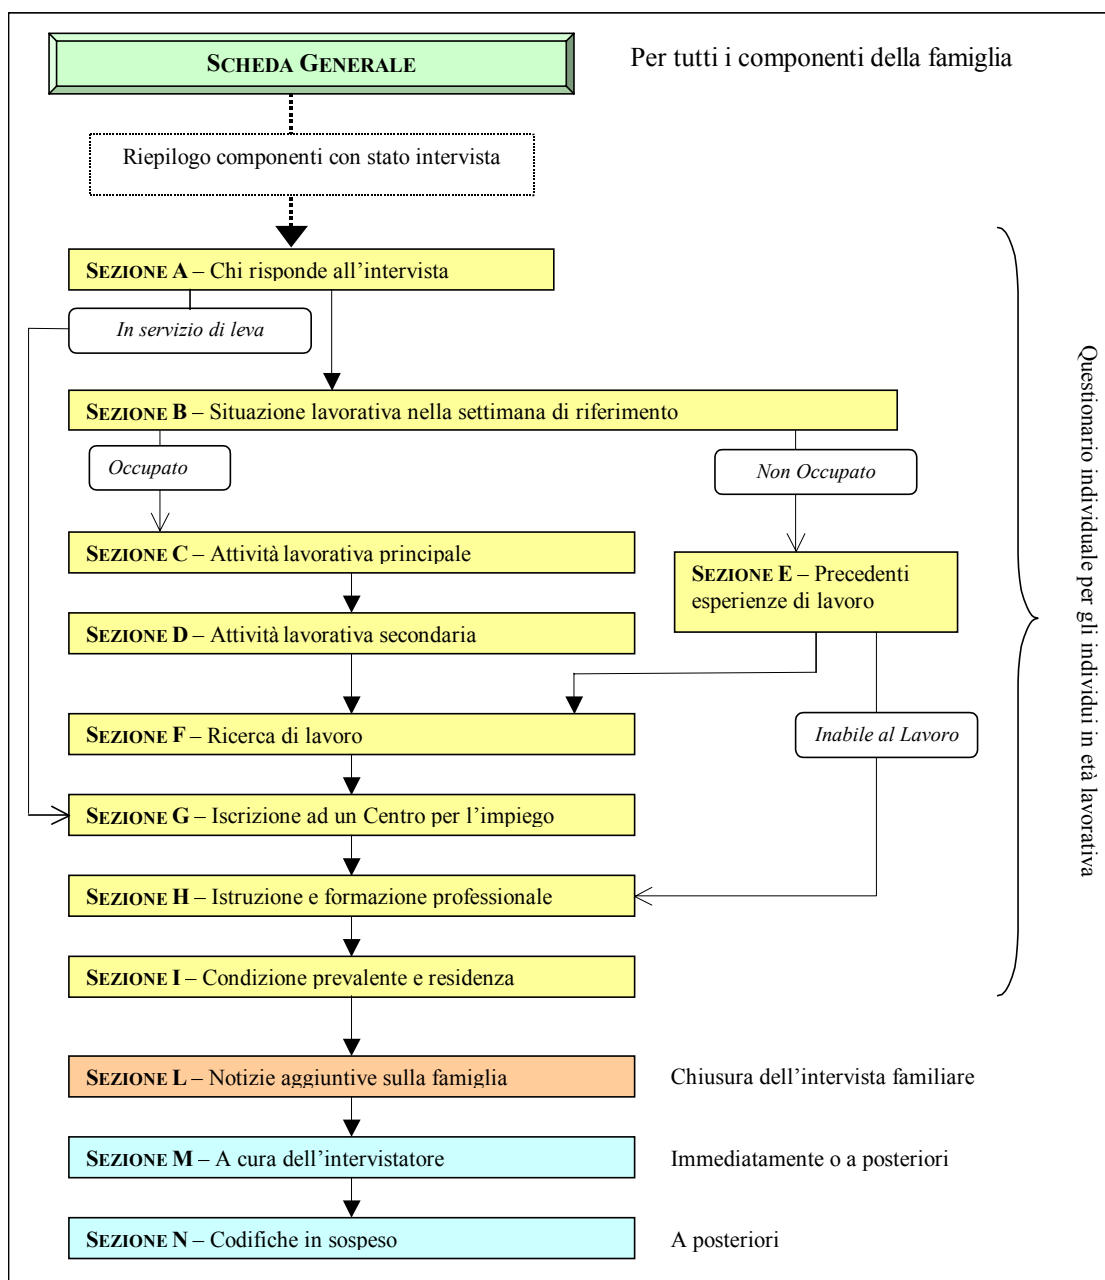 SCHEDA GENERALE
Per tutti i componenti della famiglia
Riepilogo componenti con stato intervista
SEZIONE A – Chi risponde all’intervista
In servizio di leva
SEZIONE B – Situazione lavorativa nella settimana di riferimento
Occupato
Non Occupato
SEZIONE C – Attività lavorativa principale
SEZIONE E – Precedenti
esperienze di lavoro
SEZIONE D – Attività lavorativa secondaria
SEZIONE F – Ricerca di lavoro
Inabile al Lavoro
SEZIONE G – Iscrizione ad un Centro per l’impiego
SEZIONE H – Istruzione e formazione professionale
SEZIONE I – Condizione prevalente e residenza
Questionario individuale per gli individui in età lavorativa
SEZIONE L – Notizie aggiuntive sulla famiglia
Chiusura dell’intervista familiare
SEZIONE M – A cura dell’intervistatore
Immediatamente o a posteriori
SEZIONE N – Codifiche in sospeso
A posteriori